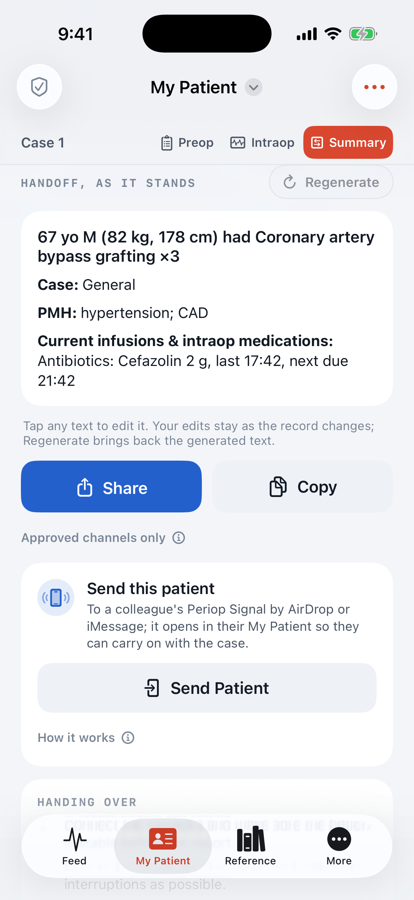 9:41
My Patient
Case 1
Preop
Intraop
Summary
HANDOFF, AS IT STANDS
Regenerate
67 yo M (82 kg, 178 cm) had Coronary artery
bypass grafting ×3
Case: General
PMH: hypertension; CAD
Current infusions & intraop medications:
Antibiotics: Cefazolin 2 g, last 17:42, next due
21:42
Tap any text to edit it. Your edits stay as the record changes;
Regenerate brings back the generated text.
Share
Copy
Approved channels only
Send this patient
To a colleague's Periop Signal by AirDrop or
iMessage; it opens in their My Patient so they
can carry on with the case.
Send Patient
How it works
HANDING OVER
Feed
My Patient
Reference
More
interruptions as possible.